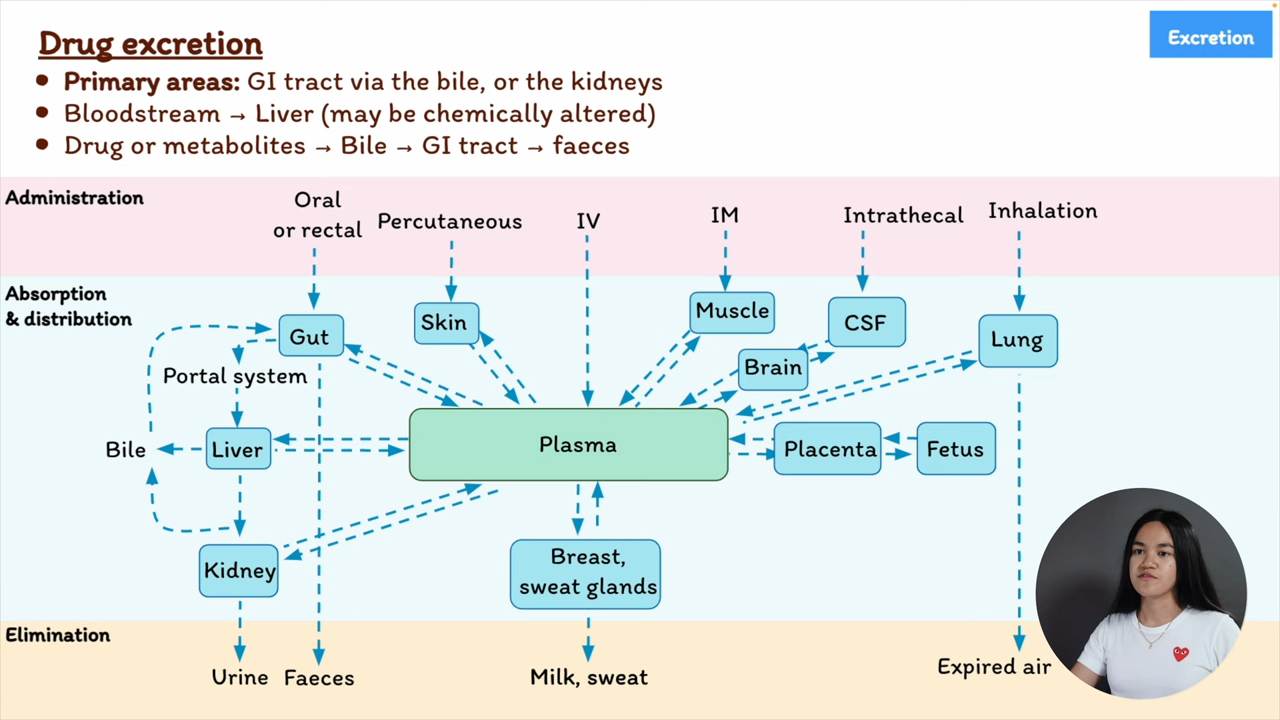 Drug excretion
Excretion
• Primary areas: GI tract via the bile, or the kidneys
• Bloodstream → Liver (may be chemically altered)
• Drug or metabolites → Bile → GI tract → faeces
Administration
Oral
or rectal
Percutaneous
IV
IM
Intrathecal
Inhalation
Absorption
& distribution
Gut
Skin
Muscle
CSF
Lung
Brain
Portal system
Bile
Liver
Plasma
Placenta
Fetus
Kidney
Breast,
sweat glands
Elimination
Urine
Faeces
Milk, sweat
Expired air